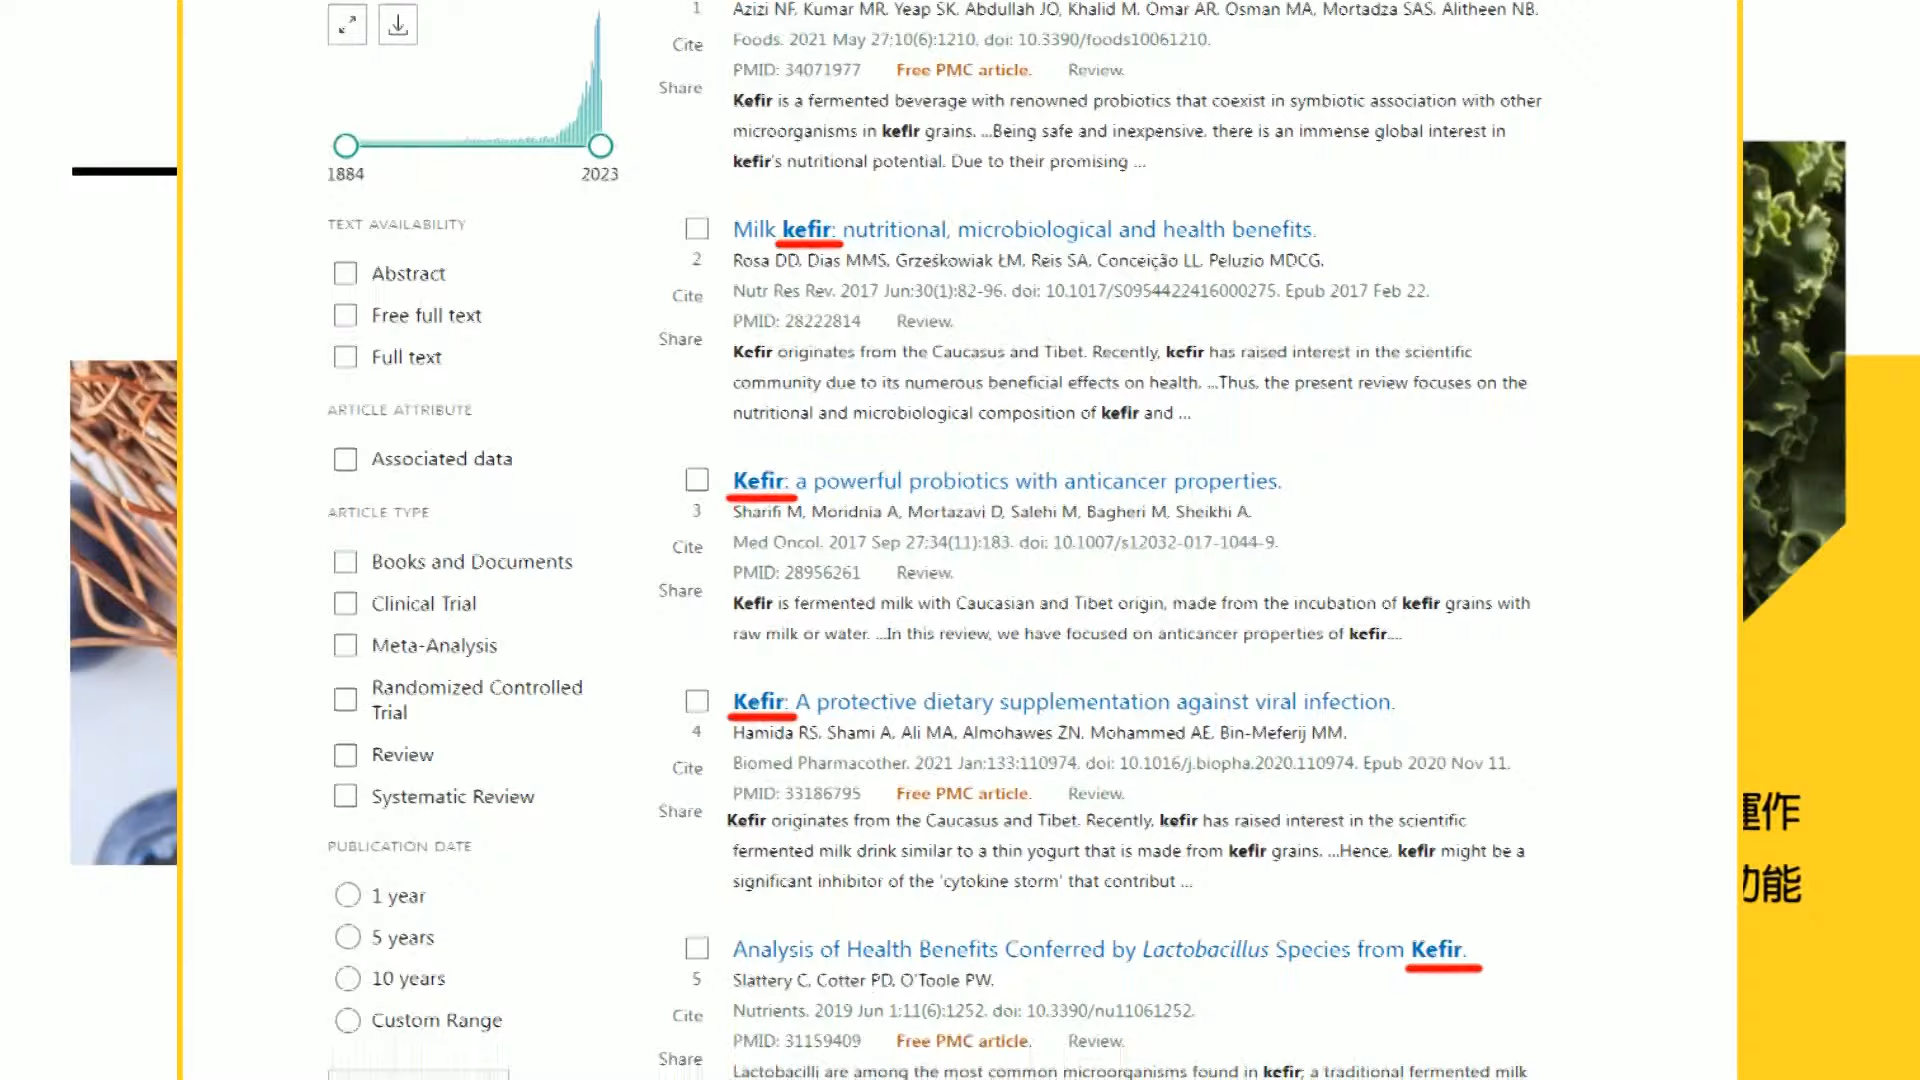 1884
2023
TEXT AVAILABILITY
Abstract
Free full text
Full text
ARTICLE ATTRIBUTE
Associated data
ARTICLE TYPE
Books and Documents
Clinical Trial
Meta-Analysis
Randomized Controlled
Trial
Review
Systematic Review
PUBLICATION DATE
1 year
5 years
10 years
Custom Range
1
Cite
Share
Azizi NF, Kumar MR, Yeap SK, Abdullah JO, Khalid M, Omar AR, Osman MA, Mortadza SAS, Alitheen NB.
Foods. 2021 May 27;10(6):1210. doi: 10.3390/foods10061210.
PMID: 34071977 Free PMC article. Review.
Kefir is a fermented beverage with renowned probiotics that coexist in symbiotic association with other
microorganisms in kefir grains. ...Being safe and inexpensive, there is an immense global interest in
kefir's nutritional potential. Due to their promising ...
2
Cite
Share
Milk kefir: nutritional, microbiological and health benefits.
Rosa DD, Dias MMS, Grześkowiak ŁM, Reis SA, Conceição LL, Peluzio MDCG.
Nutr Res Rev. 2017 Jun;30(1):82-96. doi: 10.1017/S0954422416000275. Epub 2017 Feb 22.
PMID: 28222814 Review.
Kefir originates from the Caucasus and Tibet. Recently, kefir has raised interest in the scientific
community due to its numerous beneficial effects on health. ...Thus, the present review focuses on the
nutritional and microbiological composition of kefir and ...
3
Cite
Share
Kefir: a powerful probiotics with anticancer properties.
Sharifi M, Moridnia A, Mortazavi D, Salehi M, Bagheri M, Sheikhi A.
Med Oncol. 2017 Sep 27;34(11):183. doi: 10.1007/s12032-017-1044-9.
PMID: 28956261 Review.
Kefir is fermented milk with Caucasian and Tibet origin, made from the incubation of kefir grains with
raw milk or water. ...In this review, we have focused on anticancer properties of kefir....
4
Cite
Share
Kefir: A protective dietary supplementation against viral infection.
Hamida RS, Shami A, Ali MA, Almohawes ZN, Mohammed AE, Bin-Meferij MM.
Biomed Pharmacother. 2021 Jan;133:110974. doi: 10.1016/j.biopha.2020.110974. Epub 2020 Nov 11.
PMID: 33186795 Free PMC article. Review.
Kefir originates from the Caucasus and Tibet. Recently, kefir has raised interest in the scientific
fermented milk drink similar to a thin yogurt that is made from kefir grains. ...Hence, kefir might be a
significant inhibitor of the 'cytokine storm' that contribut ...
5
Cite
Share
Analysis of Health Benefits Conferred by Lactobacillus Species from Kefir.
Slattery C, Cotter PD, O'Toole PW.
Nutrients. 2019 Jun 1;11(6):1252. doi: 10.3390/nu11061252.
PMID: 31159409 Free PMC article. Review.
Lactobacilli are among the most common microorganisms found in kefir; a traditional fermented milk
運作
功能